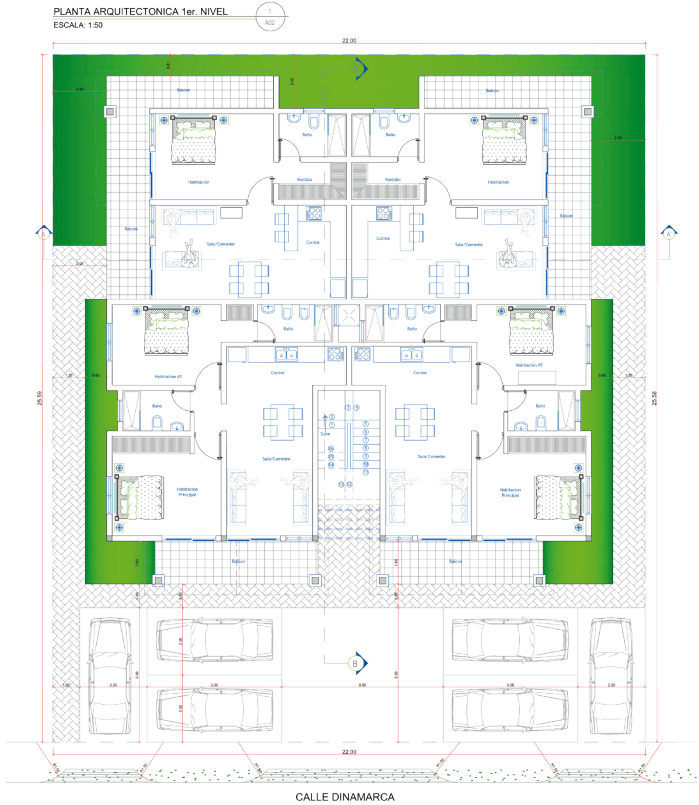 PLANTA ARQUITECTONICA 1er. NIVEL
ESCALA: 1:50
1
A02
22.00
Balcon
Balcon
Baño
Baño
Habitacion
Vestidor
Vestidor
Habitacion
Balcon
Balcon
Sala/Comedor
Cocina
Cocina
Sala/Comedor
A
A
25.59
25.58
Baño
Baño
Habitacion #2
Cocina
Cocina
Habitacion #2
Baño
Baño
Sube
Sala/Comedor
Sala/Comedor
Habitacion
Principal
Habitacion
Principal
Balcon
Balcon
B
22.00
CALLE DINAMARCA